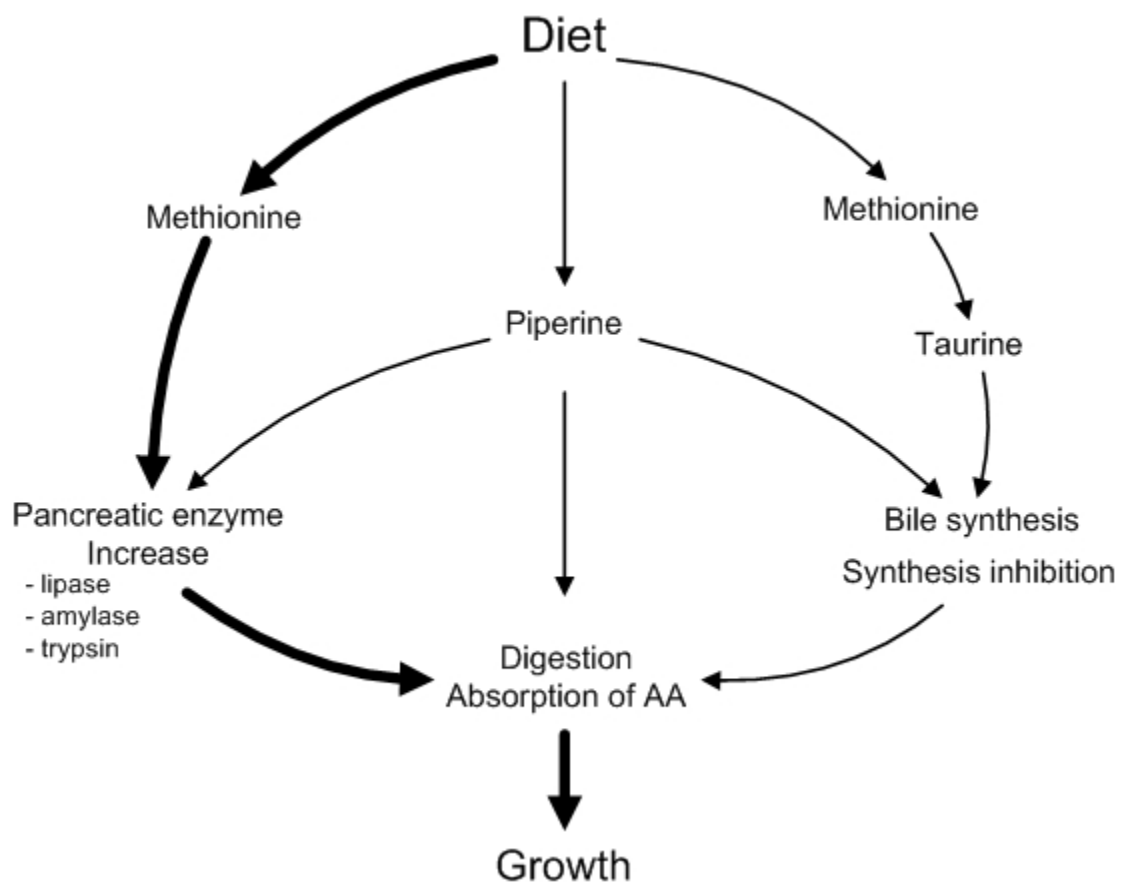 Diet
Methionine
Methionine
Piperine
Taurine
Pancreatic enzyme
Increase
- lipase
- amylase
- trypsin
Bile synthesis
Synthesis inhibition
Digestion
Absorption of AA
Growth